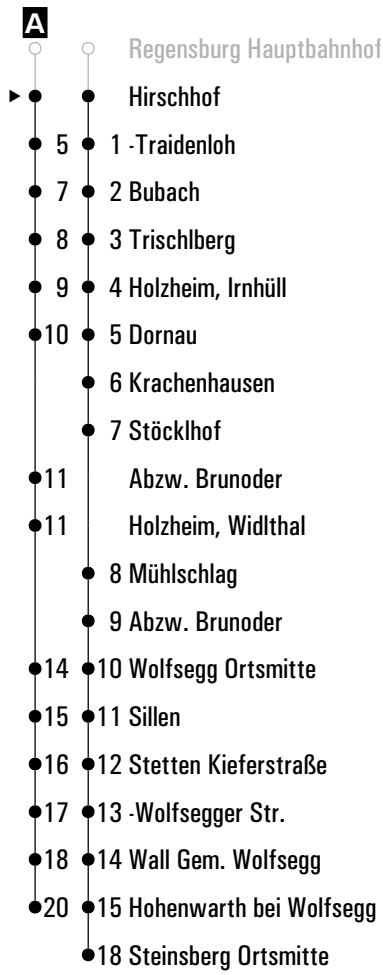 A
Regensburg Hauptbahnhof
Hirschhof
5 1 -Traidenloh
7 2 Bubach
8 3 Trischlberg
9 4 Holzheim, Irnhüll
10 5 Dornau
6 Krachenhausen
7 Stöcklhof
11 Abzw. Brunoder
11 Holzheim, Widlthal
8 Mühlschlag
9 Abzw. Brunoder
14 10 Wolfsegg Ortsmitte
15 11 Sillen
16 12 Stetten Kieferstraße
17 13 -Wolfsegger Str.
18 14 Wall Gem. Wolfsegg
20 15 Hohenwarth bei Wolfsegg
18 Steinsberg Ortsmitte